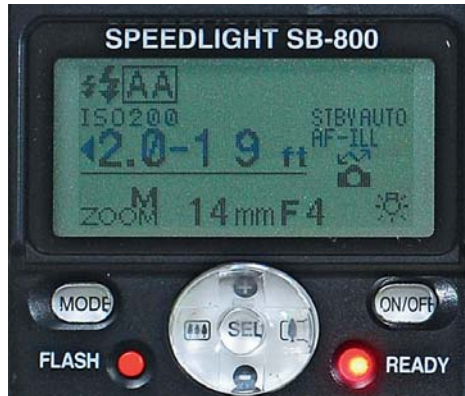 SPEEDLIGHT SB-800
AA
ISO200
STBY AUTO
AF-ILL
2.0-19 ft
M
ZOOM 14mm F4
MODE
SEL
ON/OFF
FLASH
READY